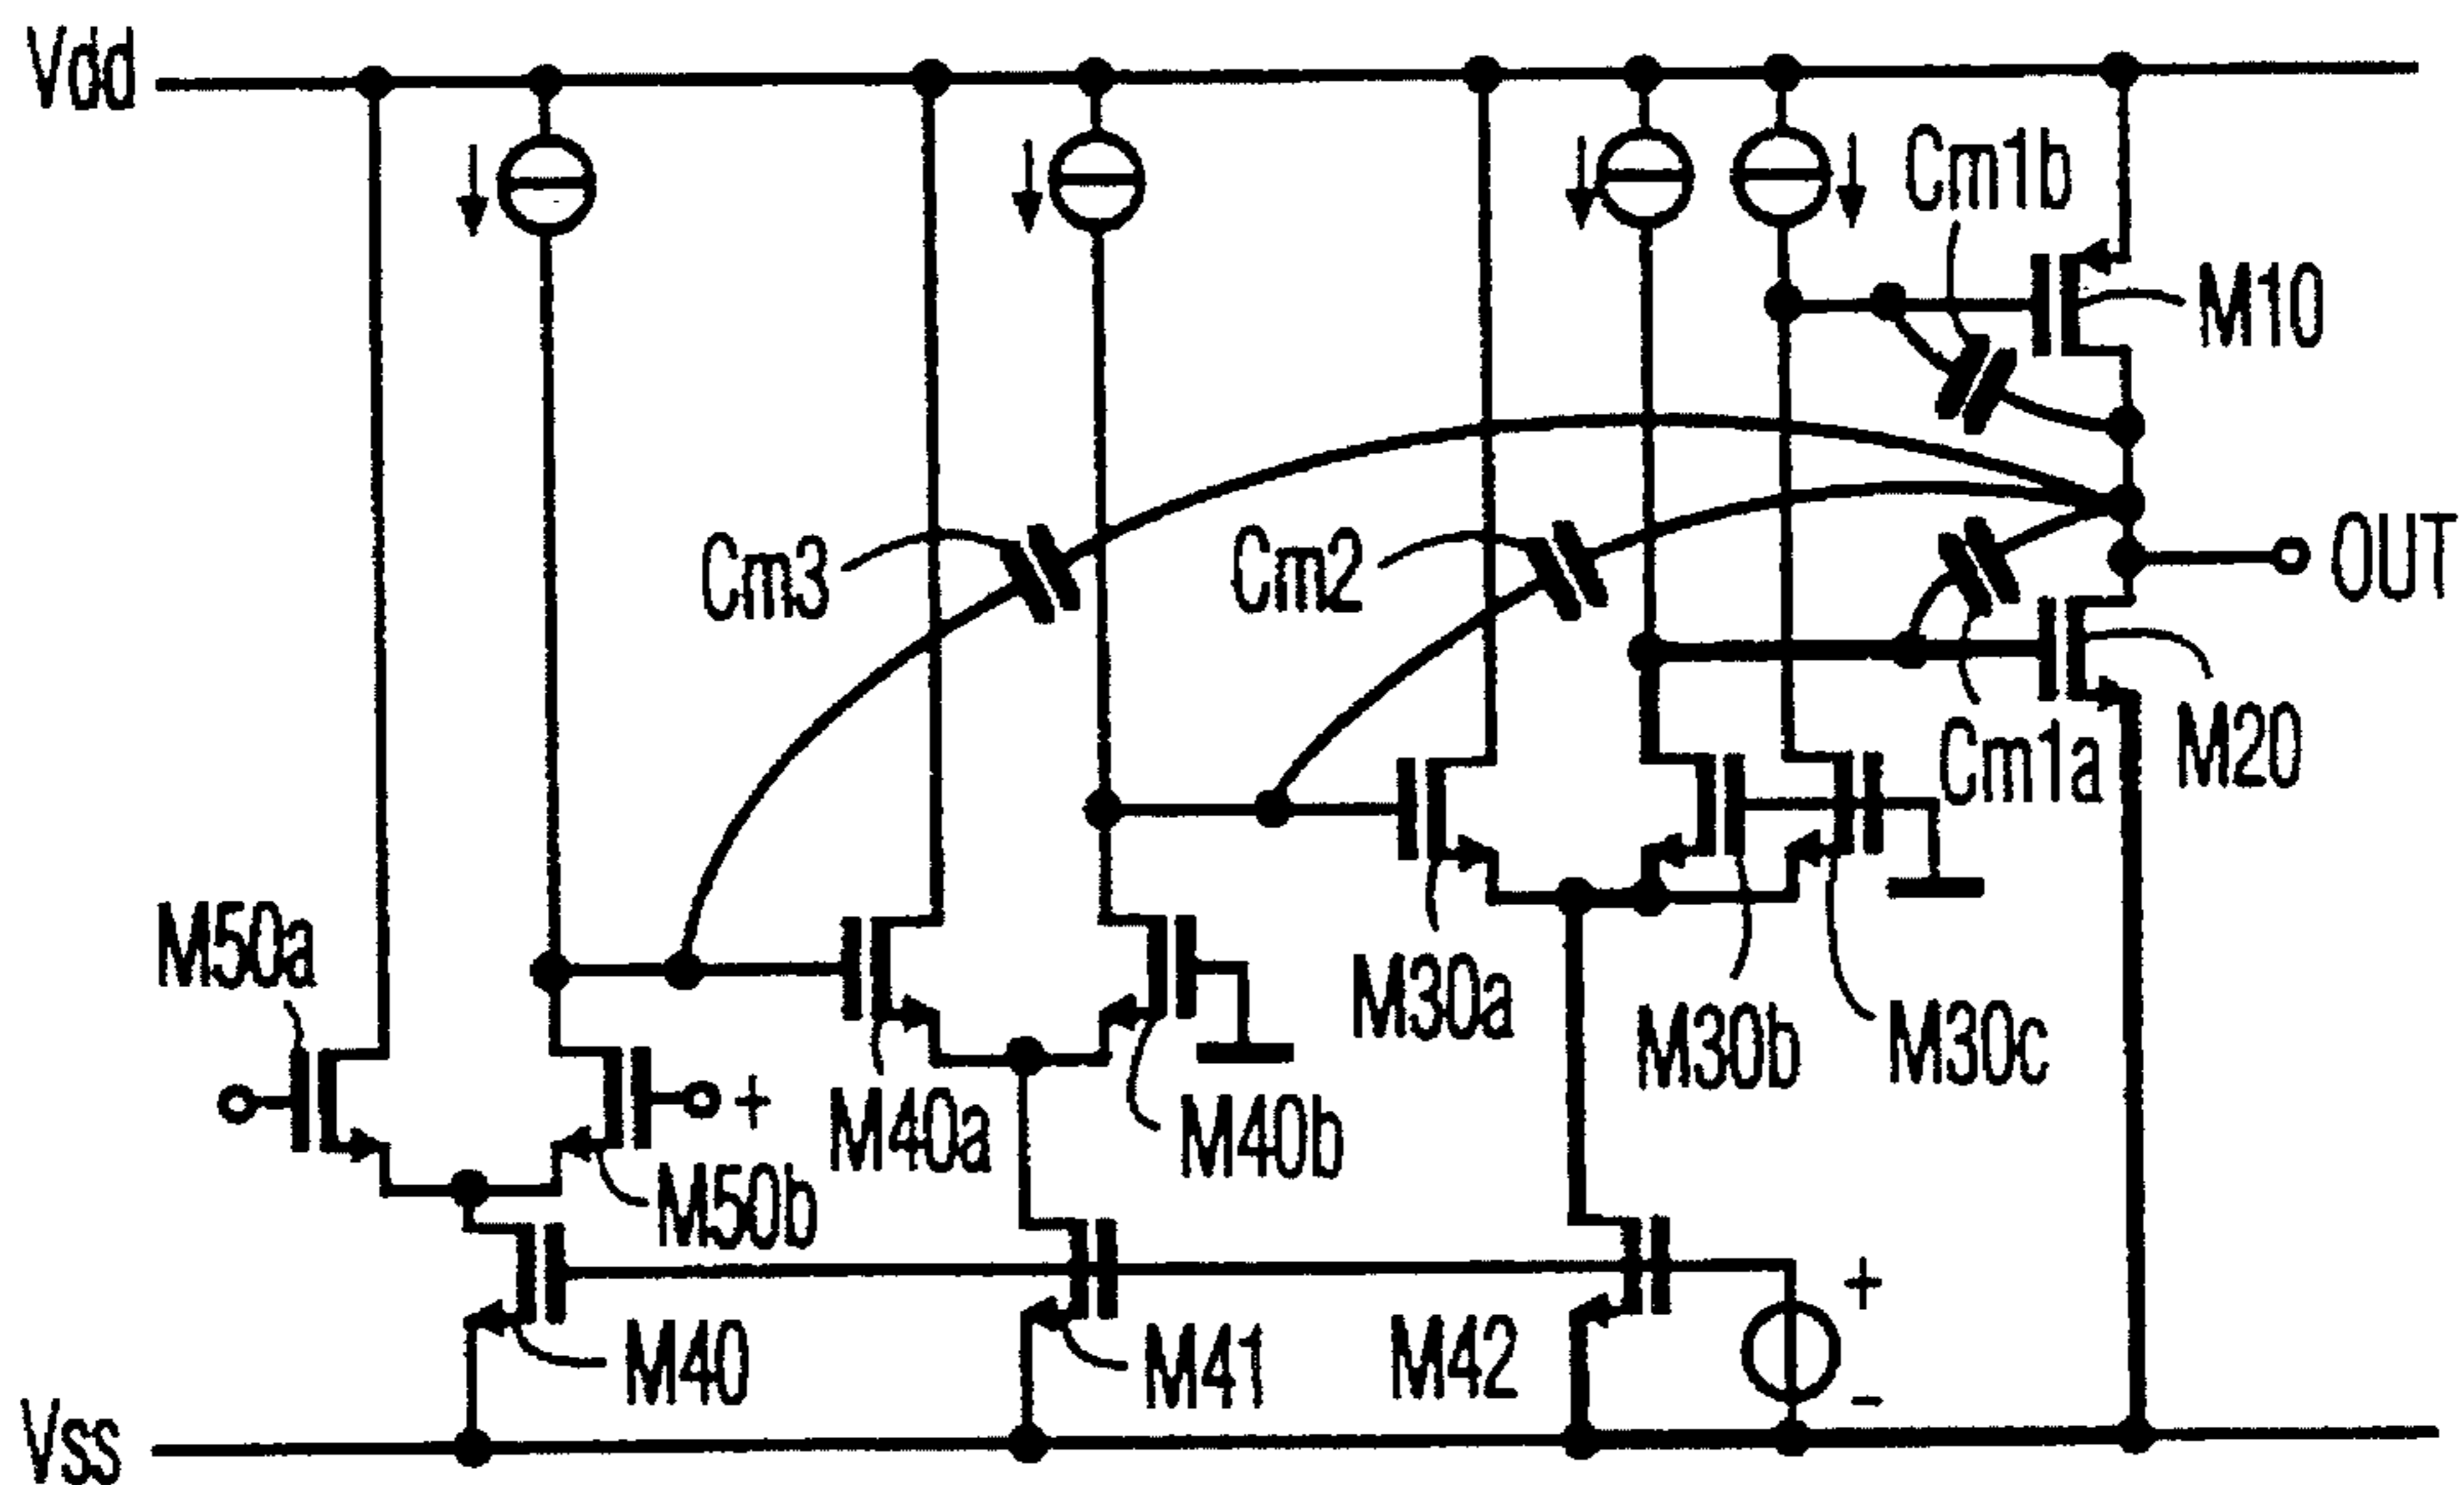 Vdd
Cm1b
M10
Cm3
Cm2
OUT
M20
Cm1a
M50a
M30a
M30b
M30c
M40a
M40b
+
M50b
M40
M41
M42
+
-
Vss